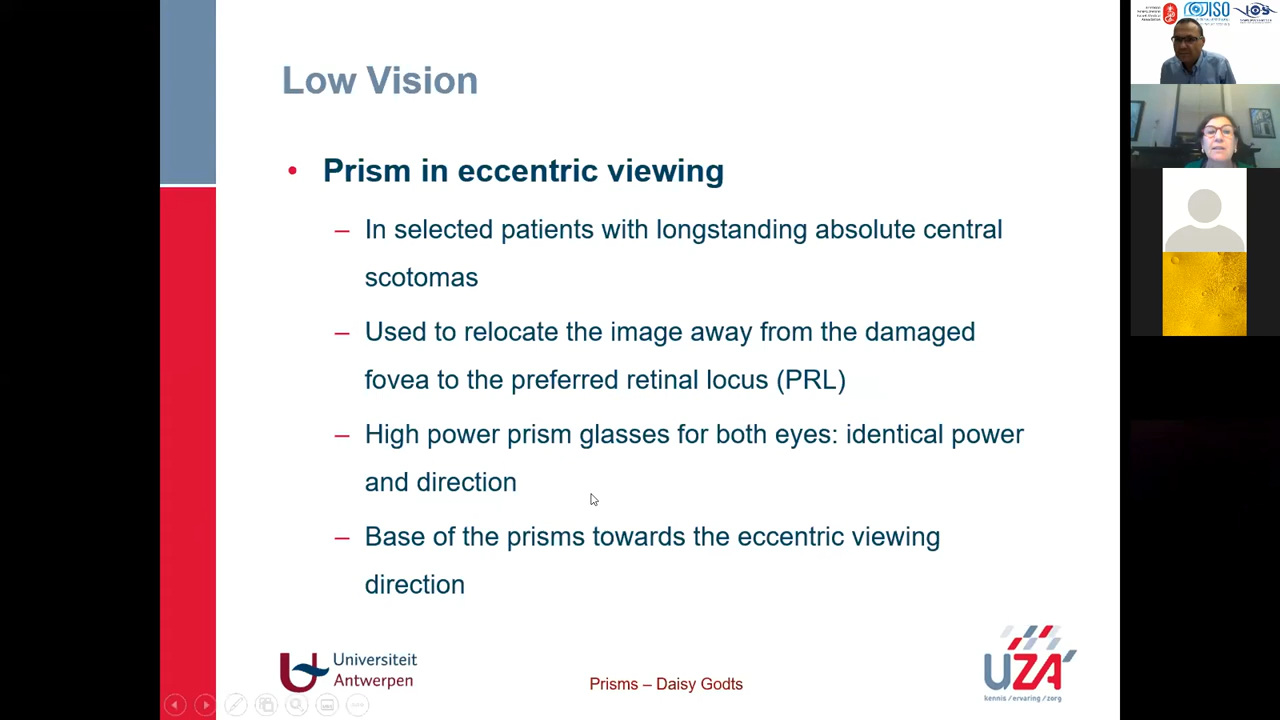 Low Vision
• Prism in eccentric viewing
– In selected patients with longstanding absolute central
scotomas
– Used to relocate the image away from the damaged
fovea to the preferred retinal locus (PRL)
– High power prism glasses for both eyes: identical power
and direction
– Base of the prisms towards the eccentric viewing
direction
Universiteit
Antwerpen
Prisms – Daisy Godts
UZA
kennis / ervaring / zorg
ISO